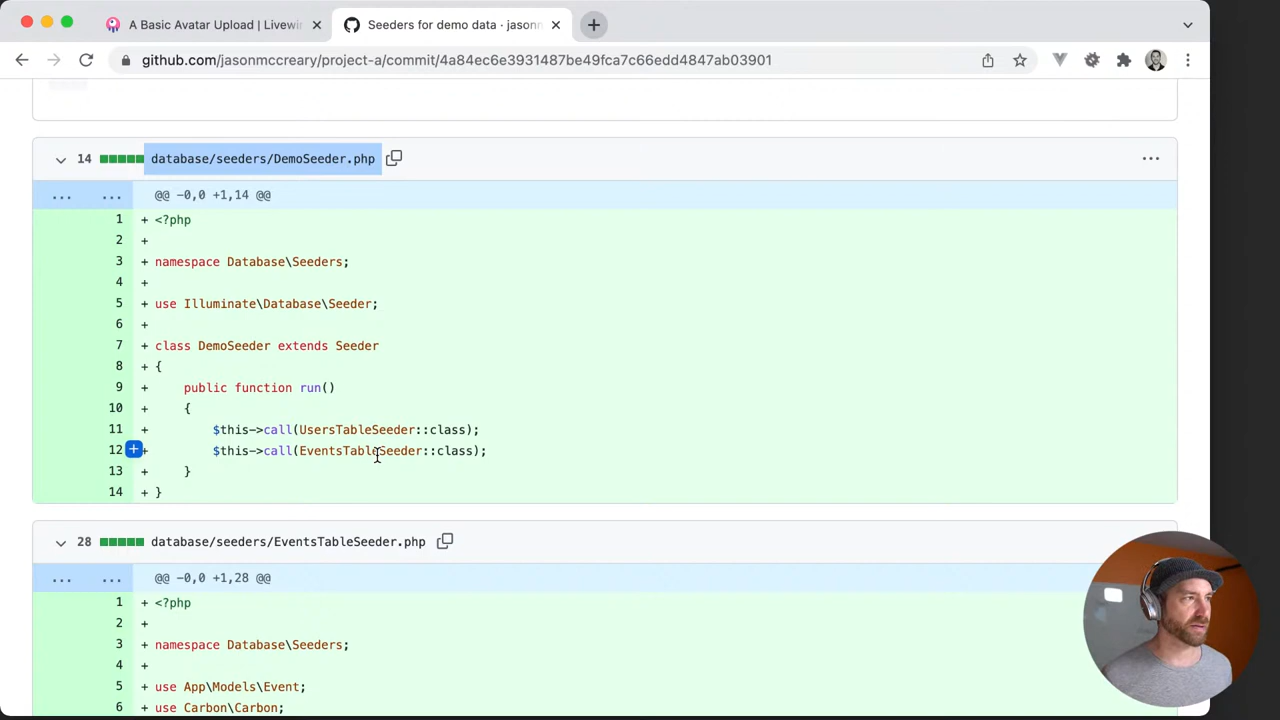 A Basic Avatar Upload | Livewi
Seeders for demo data · jasonm
github.com/jasonmccreary/project-a/commit/4a84ec6e3931487be49fca7c66edd4847ab03901
14 database/seeders/DemoSeeder.php
... ... @@ -0,0 +1,14 @@
1 + <?php
2 +
3 + namespace Database\Seeders;
4 +
5 + use Illuminate\Database\Seeder;
6 +
7 + class DemoSeeder extends Seeder
8 + {
9 + public function run()
10 + {
11 + $this->call(UsersTableSeeder::class);
12 + $this->call(EventsTableSeeder::class);
13 + }
14 + }
28 database/seeders/EventsTableSeeder.php
... ... @@ -0,0 +1,28 @@
1 + <?php
2 +
3 + namespace Database\Seeders;
4 +
5 + use App\Models\Event;
6 + use Carbon\Carbon;